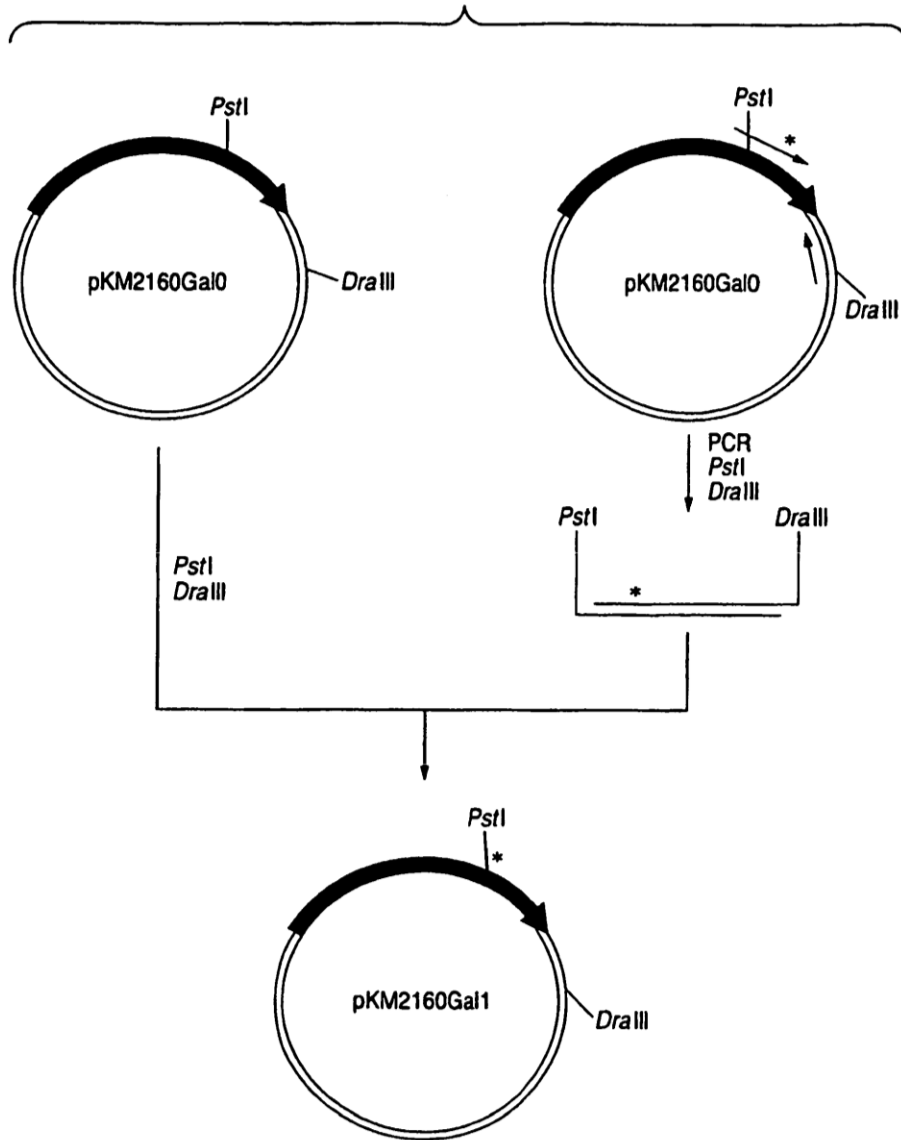 PstI
pKM2160Gal0
DraIII
PstI
*
pKM2160Gal0
DraIII
PstI
DraIII
PCR
PstI
DraIII
PstI
DraIII
*
PstI
*
pKM2160Gal1
DraIII